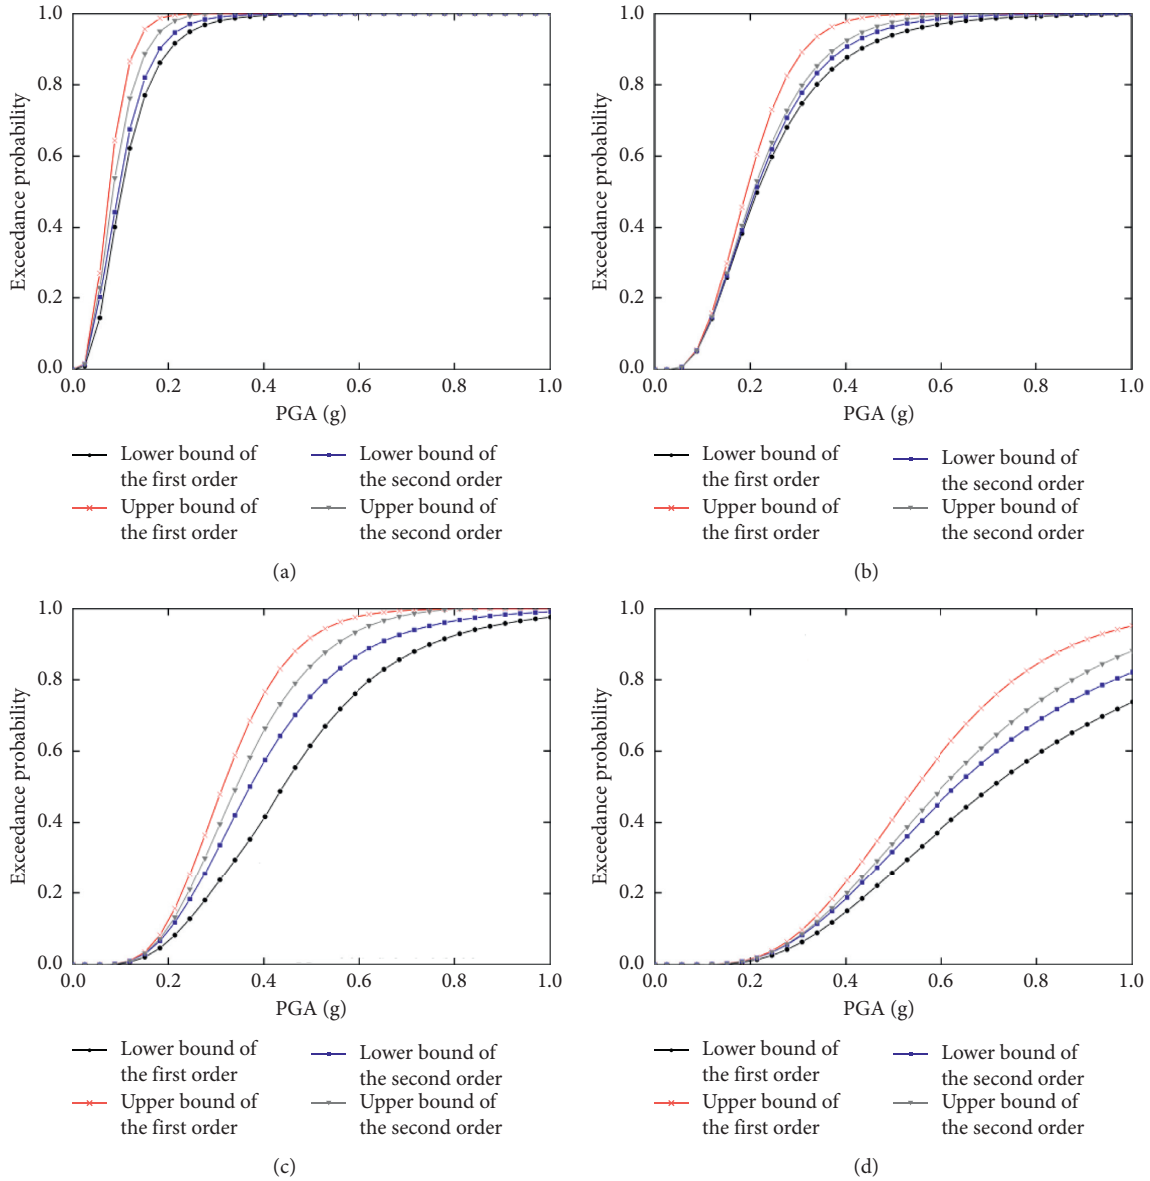 1.0
0.8
0.6
0.4
0.2
0.0
Exceedance probability
0.0 0.2 0.4 0.6 0.8 1.0
PGA (g)
Lower bound of
the first order
Upper bound of
the first order
Lower bound of
the second order
Upper bound of
the second order
(a)
1.0
0.8
0.6
0.4
0.2
0.0
Exceedance probability
0.0 0.2 0.4 0.6 0.8 1.0
PGA (g)
Lower bound of
the first order
Upper bound of
the first order
Lower bound of
the second order
Upper bound of
the second order
(b)
1.0
0.8
0.6
0.4
0.2
0.0
Exceedance probability
0.0 0.2 0.4 0.6 0.8 1.0
PGA (g)
Lower bound of
the first order
Upper bound of
the first order
Lower bound of
the second order
Upper bound of
the second order
(c)
1.0
0.8
0.6
0.4
0.2
0.0
Exceedance probability
0.0 0.2 0.4 0.6 0.8 1.0
PGA (g)
Lower bound of
the first order
Upper bound of
the first order
Lower bound of
the second order
Upper bound of
the second order
(d)